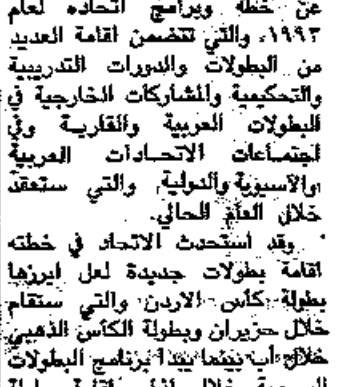 عن خطة وبرامج اتحاده لعام
١٩٩٣، والتي تتضمن اقامة العديد
من البطولات والدورات التدريبية
والتحكيمية والمشاركات الخارجية في
البطولات العربية والقارية وفي
اجتماعات الاتحادات العربية
والآسيوية والدولية، والتي ستعقد
خلال العام الحالي.
وقد استحدث الاتحاد في خطته
اقامة بطولات جديدة لعل ابرزها
بطولة كأس الاردن والتي ستقام
خلال حزيران وبطولة الكأس الذهبي
خلال آب بينما يبدأ برنامج البطولات